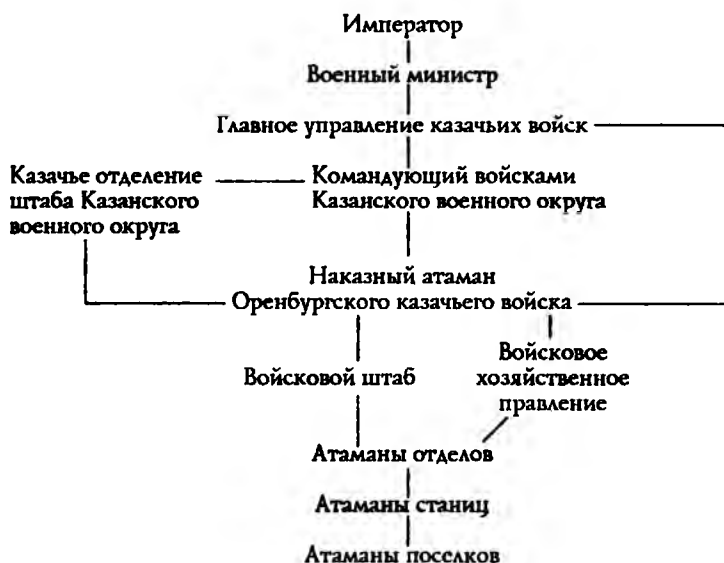 Император
Военный министр
Главное управление казачьих войск
Казачье отделение
штаба Казанского
военного округа
Командующий войсками
Казанского военного округа
Наказный атаман
Оренбургского казачьего войска
Войсковой штаб
Войсковое
хозяйственное
правление
Атаманы отделов
Атаманы станиц
Атаманы поселков